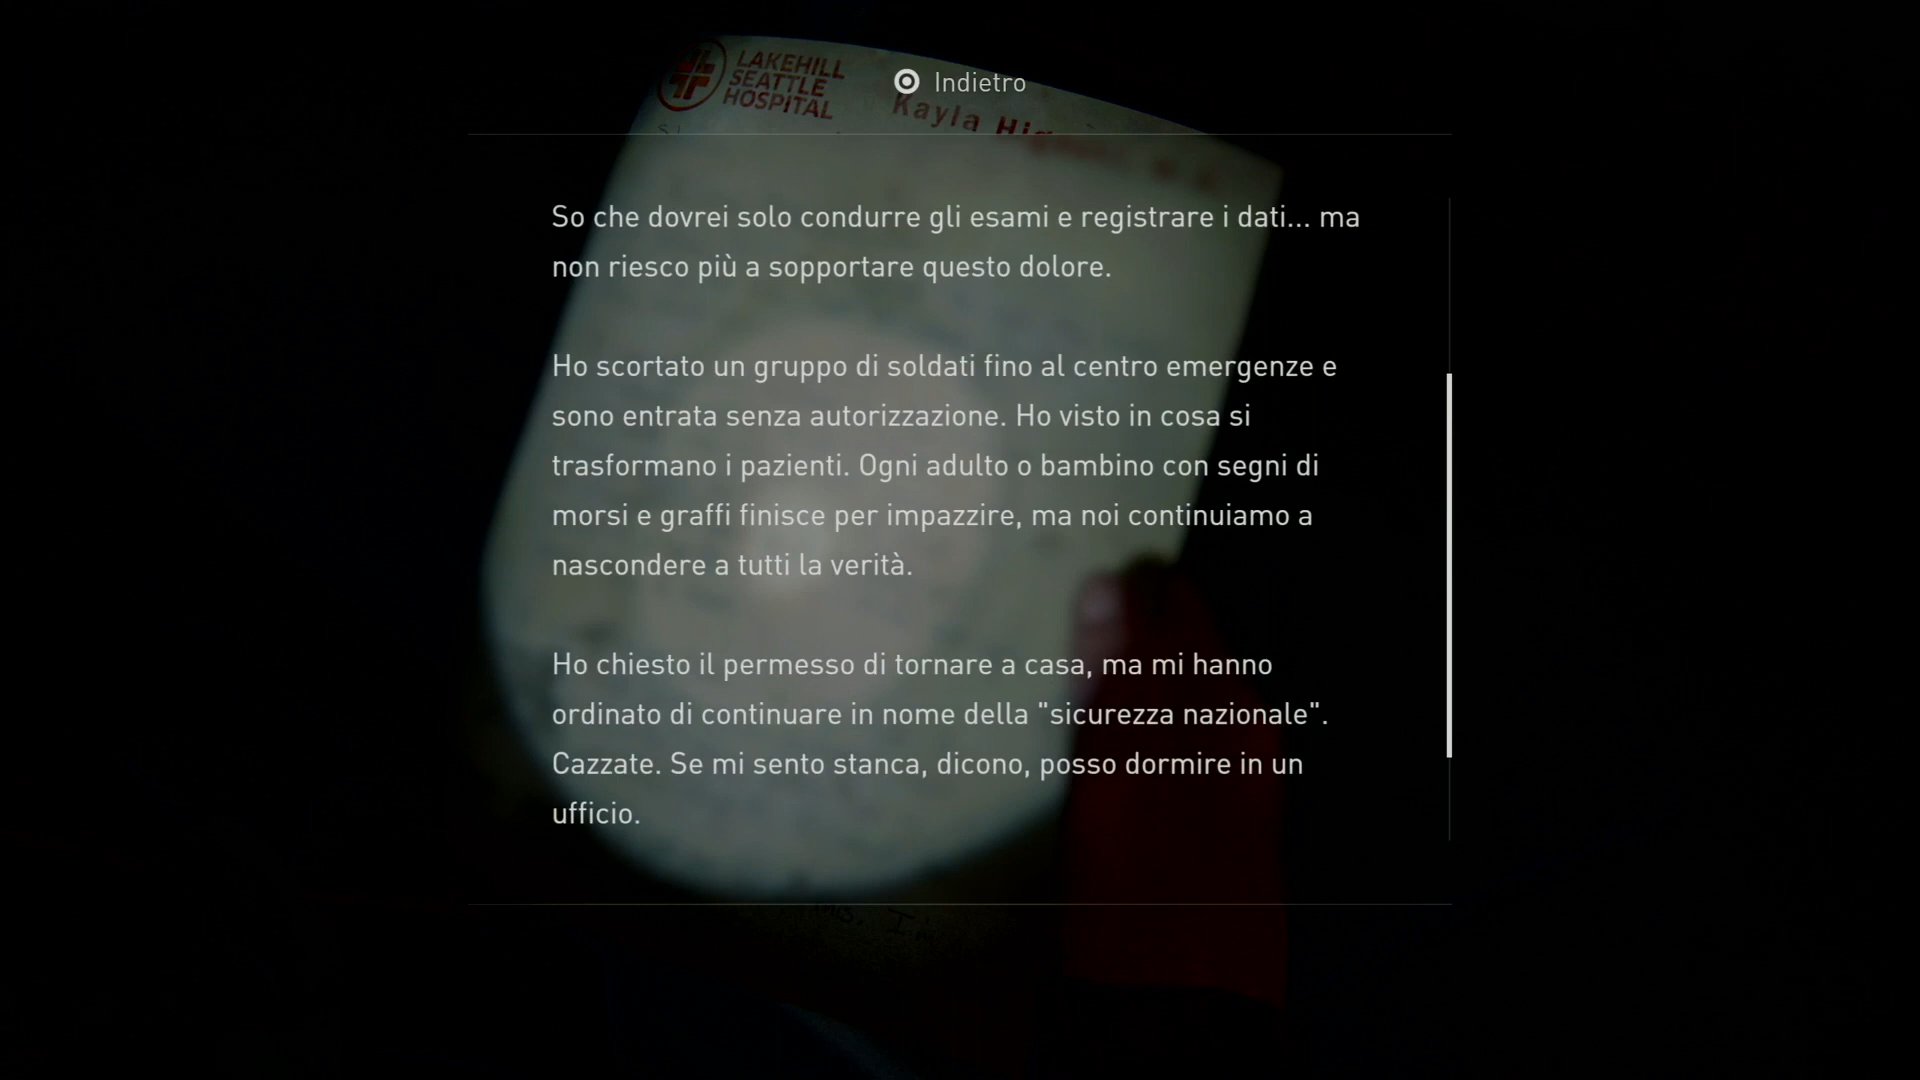 LAKEHILL
SEATTLE
HOSPITAL
Indietro
Kayla
So che dovrei solo condurre gli esami e registrare i dati... ma
non riesco più a sopportare questo dolore.
Ho scortato un gruppo di soldati fino al centro emergenze e
sono entrata senza autorizzazione. Ho visto in cosa si
trasformano i pazienti. Ogni adulto o bambino con segni di
morsi e graffi finisce per impazzire, ma noi continuiamo a
nascondere a tutti la verità.
Ho chiesto il permesso di tornare a casa, ma mi hanno
ordinato di continuare in nome della "sicurezza nazionale".
Cazzate. Se mi sento stanca, dicono, posso dormire in un
ufficio.